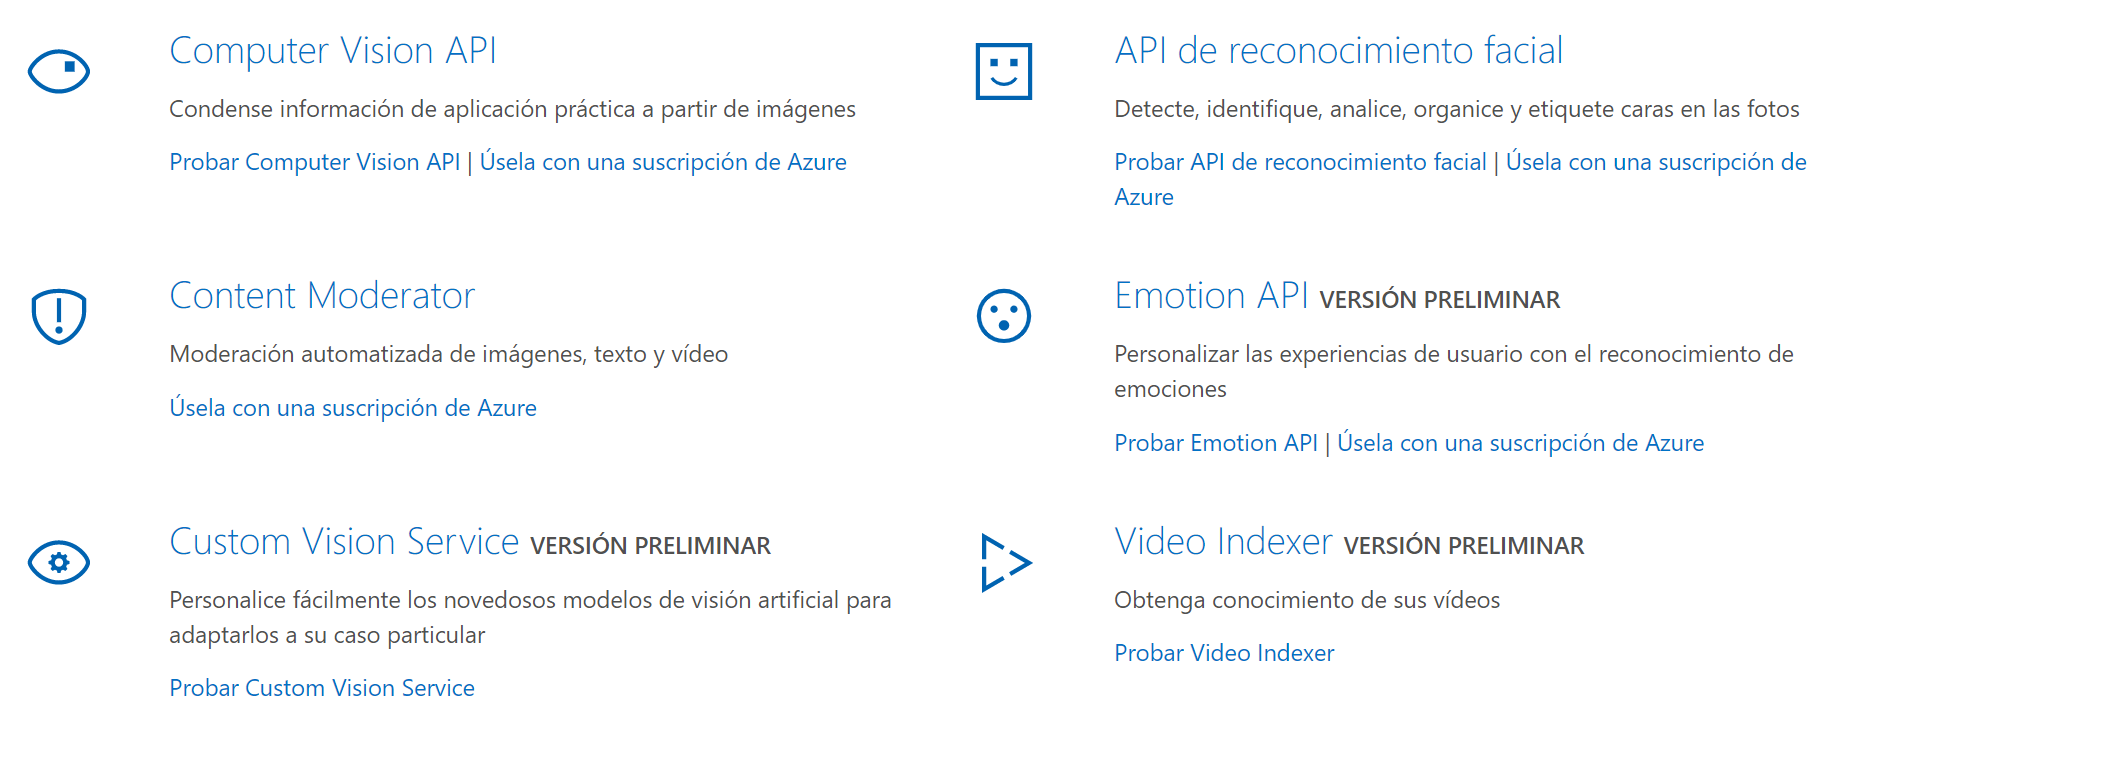 Computer Vision API
Condense información de aplicación práctica a partir de imágenes
Probar Computer Vision API | Úsela con una suscripción de Azure
API de reconocimiento facial
Detecte, identifique, analice, organice y etiquete caras en las fotos
Probar API de reconocimiento facial | Úsela con una suscripción de
Azure
Content Moderator
Moderación automatizada de imágenes, texto y vídeo
Úsela con una suscripción de Azure
Emotion API VERSIÓN PRELIMINAR
Personalizar las experiencias de usuario con el reconocimiento de
emociones
Probar Emotion API | Úsela con una suscripción de Azure
Custom Vision Service VERSIÓN PRELIMINAR
Personalice fácilmente los novedosos modelos de visión artificial para
adaptarlos a su caso particular
Probar Custom Vision Service
Video Indexer VERSIÓN PRELIMINAR
Obtenga conocimiento de sus vídeos
Probar Video Indexer